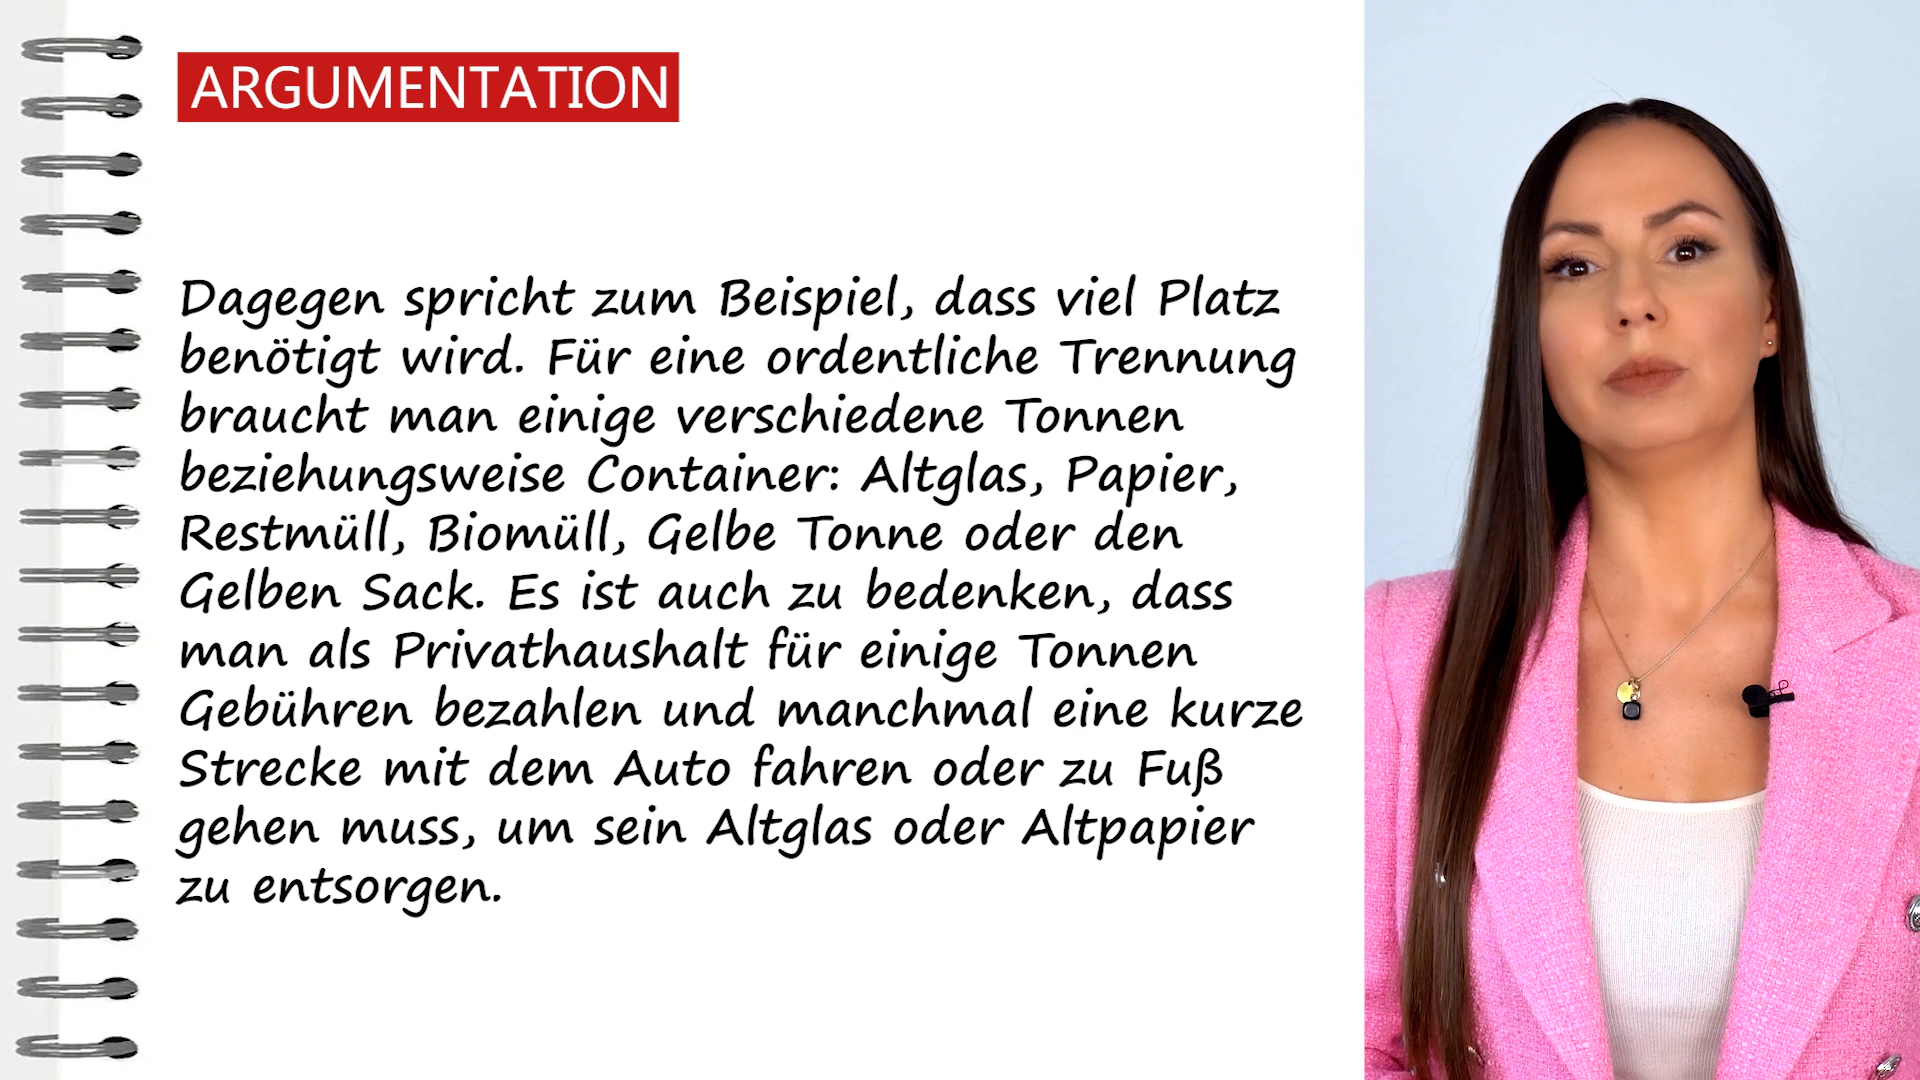 ARGUMENTATION
Dagegen spricht zum Beispiel, dass viel Platz
benötigt wird. Für eine ordentliche Trennung
braucht man einige verschiedene Tonnen
beziehungsweise Container: Altglas, Papier,
Restmüll, Biomüll, Gelbe Tonne oder den
Gelben Sack. Es ist auch zu bedenken, dass
man als Privathaushalt für einige Tonnen
Gebühren bezahlen und manchmal eine kurze
Strecke mit dem Auto fahren oder zu Fuß
gehen muss, um sein Altglas oder Altpapier
zu entsorgen.